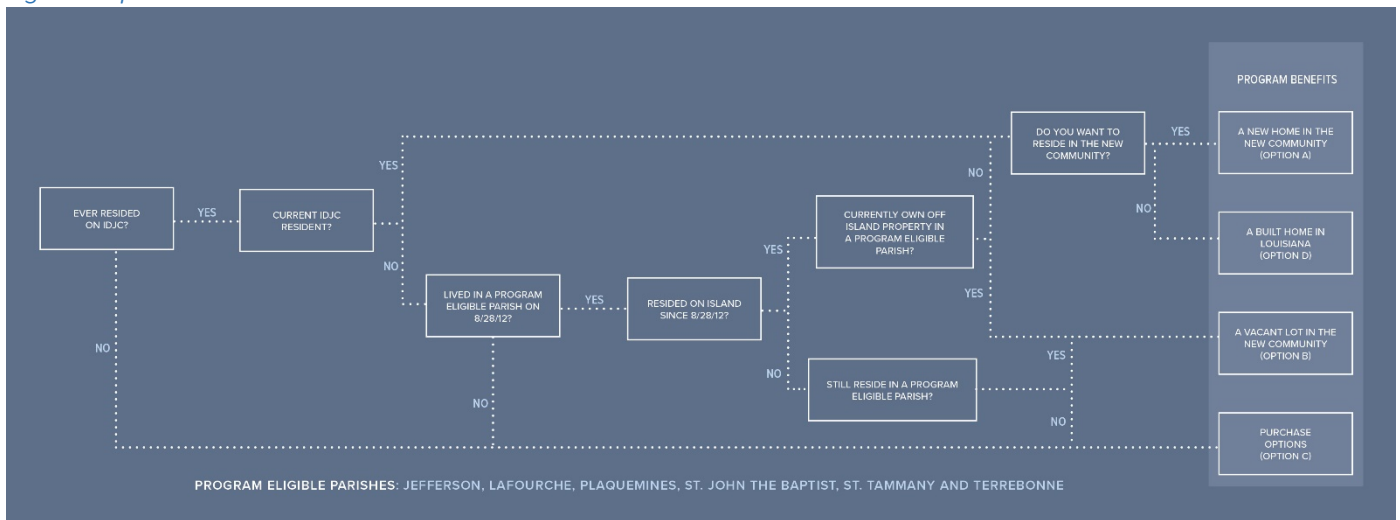 PROGRAM BENEFITS
EVER RESIDED
ON IDJC?
YES
NO
CURRENT IDJC
RESIDENT?
YES
NO
LIVED IN A PROGRAM
ELIGIBLE PARISH ON
8/28/12?
YES
NO
RESIDED ON ISLAND
SINCE 8/28/12?
YES
NO
CURRENTLY OWN OFF
ISLAND PROPERTY IN
A PROGRAM ELIGIBLE
PARISH?
NO
YES
STILL RESIDE IN A PROGRAM
ELIGIBLE PARISH?
YES
NO
DO YOU WANT TO
RESIDE IN THE NEW
COMMUNITY?
YES
NO
A NEW HOME IN THE
NEW COMMUNITY
(OPTION A)
A BUILT HOME IN
LOUISIANA
(OPTION D)
A VACANT LOT IN THE
NEW COMMUNITY
(OPTION B)
PURCHASE
OPTIONS
(OPTION C)
PROGRAM ELIGIBLE PARISHES: JEFFERSON, LAFOURCHE, PLAQUEMINES, ST. JOHN THE BAPTIST, ST. TAMMANY AND TERREBONNE